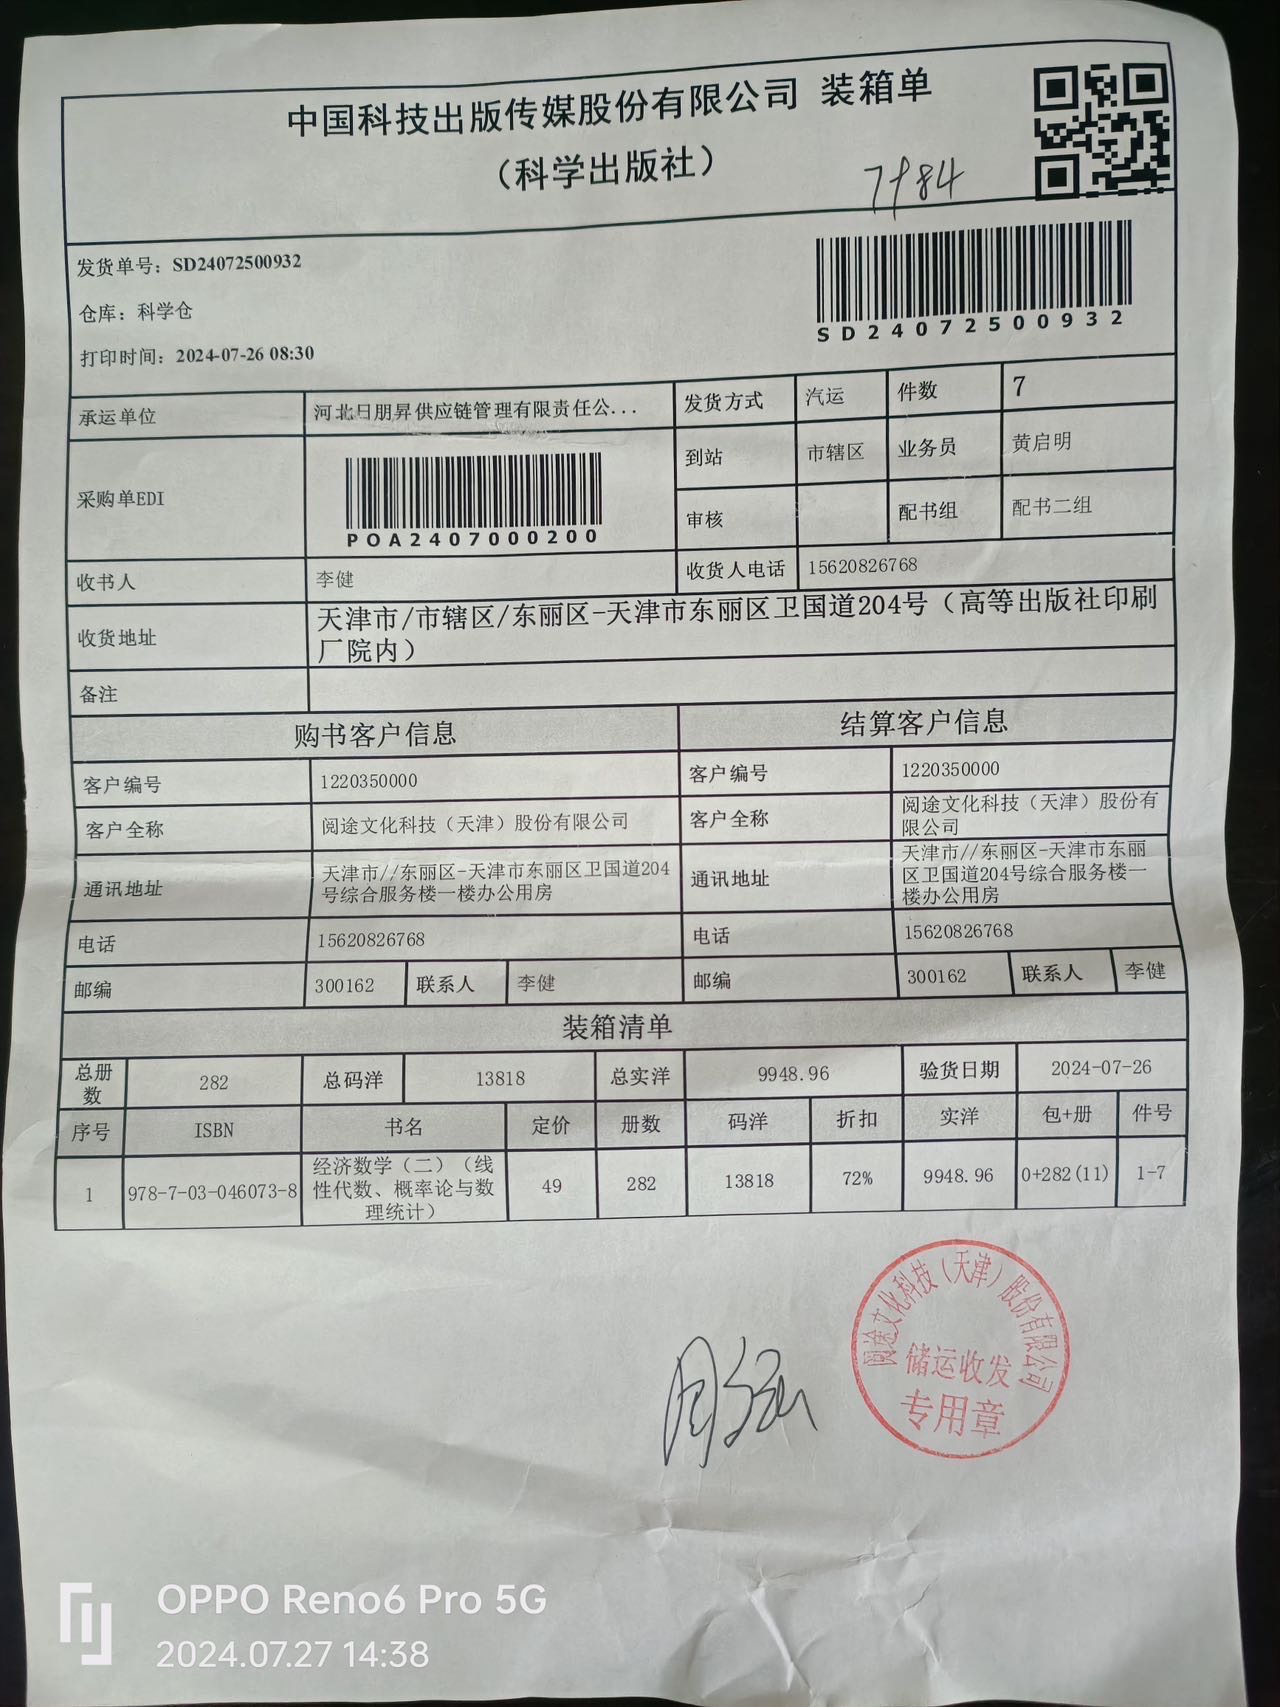 中国科技出版传媒股份有限公司 装箱单
（科学出版社）
7984
发货单号：SD24072500932
仓库：科学仓
打印时间：2024-07-26 08:30
SD24072500932
承运单位 河北日朋昇供应链管理有限责任公... 发货方式 汽运 件数 7
采购单EDI POA2407000200 到站 市辖区 业务员 黄启明
审核 配书组 配书二组
收书人 李健 收货人电话 15620826768
收货地址 天津市/市辖区/东丽区-天津市东丽区卫国道204号（高等出版社印刷
厂院内）
备注
购书客户信息 结算客户信息
客户编号 1220350000 客户编号 1220350000
客户全称 阅途文化科技（天津）股份有限公司 客户全称 阅途文化科技（天津）股份有
限公司
通讯地址 天津市//东丽区-天津市东丽区卫国道204
号综合服务楼一楼办公用房
通讯地址 天津市//东丽区-天津市东丽
区卫国道204号综合服务楼一
楼办公用房
电话 15620826768 电话 15620826768
邮编 300162 联系人 李健 邮编 300162 联系人 李健
装箱清单
总册
数 282 总码洋 13818 总实洋 9948.96 验货日期 2024-07-26
序号 ISBN 书名 定价 册数 码洋 折扣 实洋 包+册 件号
1 978-7-03-046073-8 经济数学（二）（线
性代数、概率论与数
理统计） 49 282 13818 72% 9948.96 0+282(11) 1-7
阅途文化科技（天津）股份有限公司
储运收发
专用章
OPPO Reno6 Pro 5G
2024.07.27 14:38